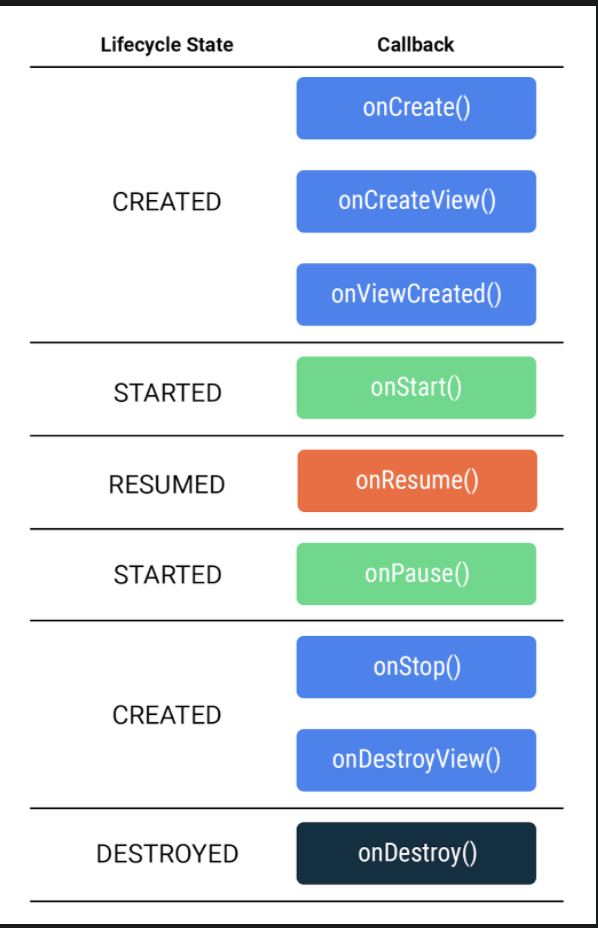 Lifecycle State Callback
onCreate()
CREATED onCreateView()
onViewCreated()
STARTED onStart()
RESUMED onResume()
STARTED onPause()
onStop()
CREATED
onDestroyView()
DESTROYED onDestroy()